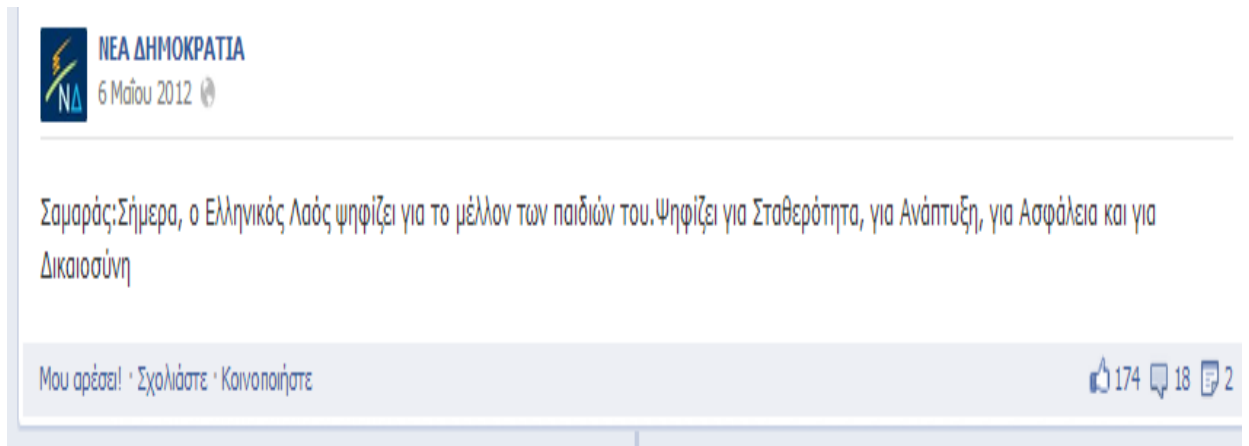 ΝΕΑ ΔΗΜΟΚΡΑΤΙΑ
6 Μαΐου 2012
ΝΔ
Σαμαράς:Σήμερα, ο Ελληνικός Λαός ψηφίζει για το μέλλον των παιδιών του.Ψηφίζει για Σταθερότητα, για Ανάπτυξη, για Ασφάλεια και για
Δικαιοσύνη
Μου αρέσει! · Σχολιάστε · Κοινοποιήστε
174 18 2